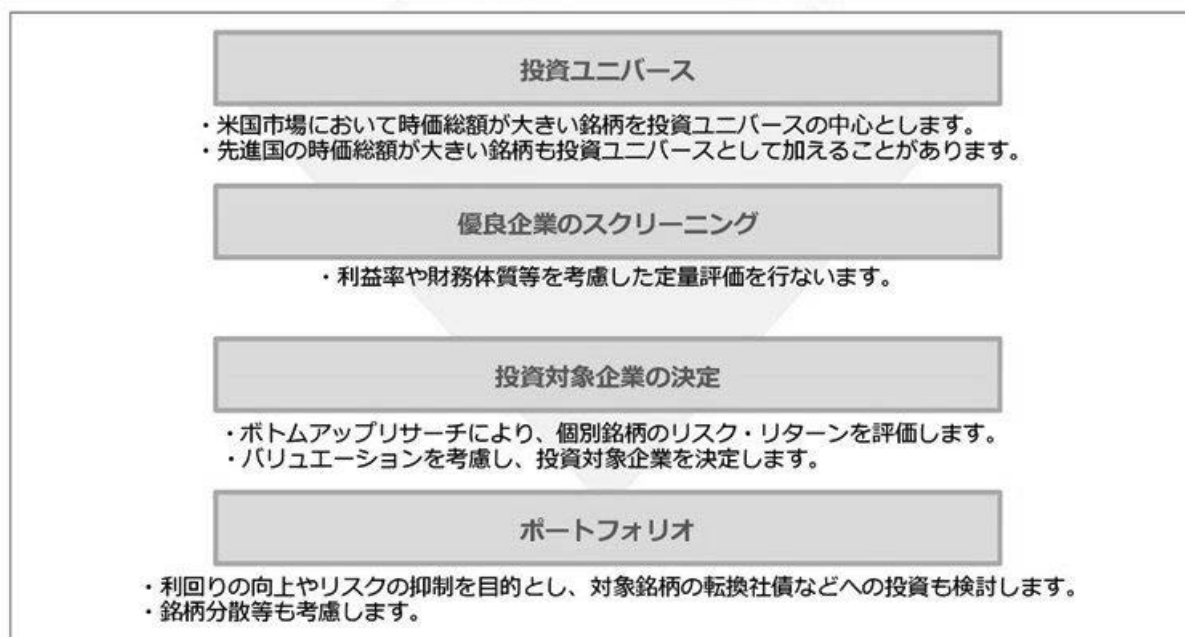 投資ユニバース
・米国市場において時価総額が大きい銘柄を投資ユニバースの中心とします。
・先進国の時価総額が大きい銘柄も投資ユニバースとして加えることがあります。
優良企業のスクリーニング
・利益率や財務体質等を考慮した定量評価を行ないます。
投資対象企業の決定
・ボトムアップリサーチにより、個別銘柄のリスク・リターンを評価します。
・バリュエーションを考慮し、投資対象企業を決定します。
ポートフォリオ
・利回りの向上やリスクの抑制を目的とし、対象銘柄の転換社債などへの投資も検討します。
・銘柄分散等も考慮します。